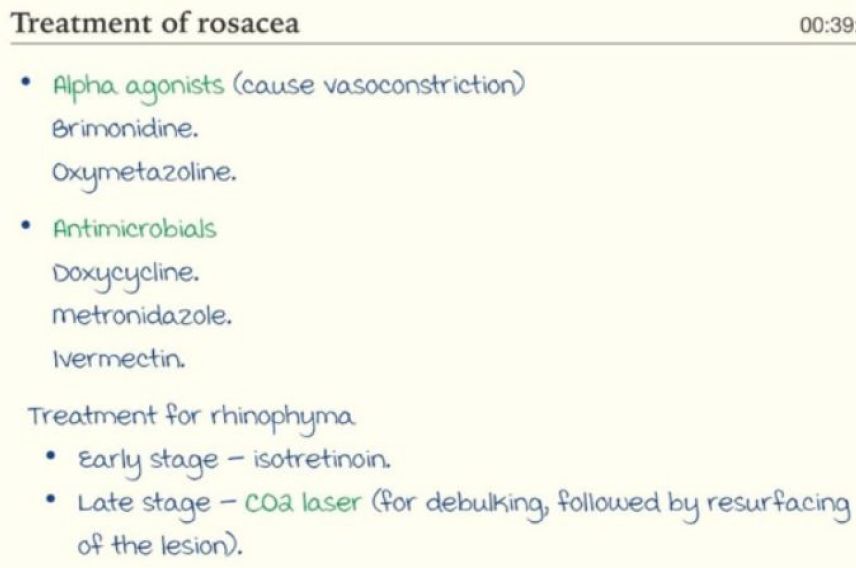 Treatment of rosacea 00:39:
• Alpha agonists (cause vasoconstriction)
Brimonidine.
Oxymetazoline.
• Antimicrobials
Doxycycline.
metronidazole.
Ivermectin.
Treatment for rhinophyma
• Early stage – isotretinoin.
• Late stage – CO2 laser (for debulking, followed by resurfacing
of the lesion).